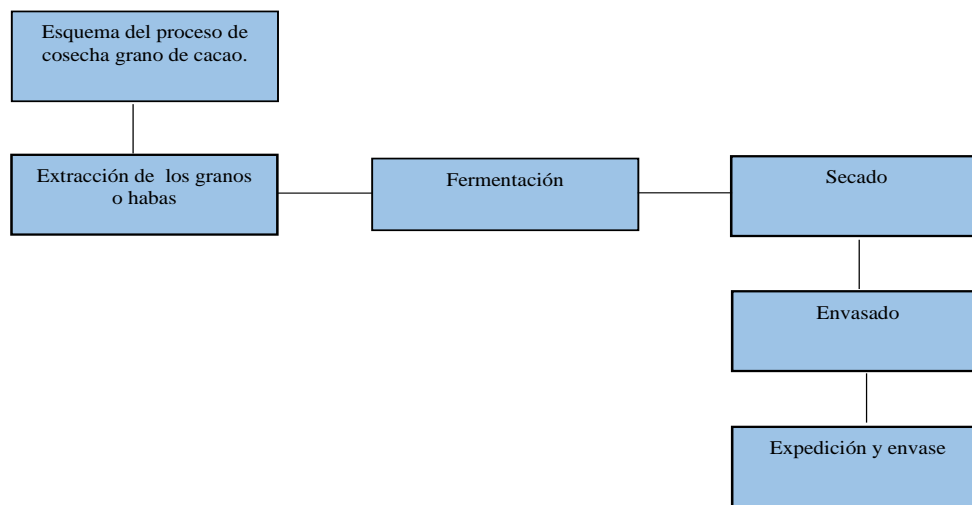 Esquema del proceso de
cosecha grano de cacao.
Extracción de  los granos
o habas
Fermentación
Secado
Envasado
Expedición y envase